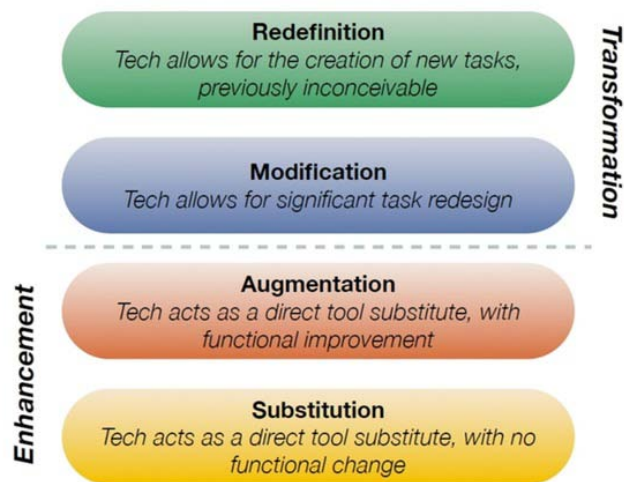 Redefinition
Tech allows for the creation of new tasks,
previously inconceivable
Transformation
Modification
Tech allows for significant task redesign
Augmentation
Tech acts as a direct tool substitute, with
functional improvement
Enhancement
Substitution
Tech acts as a direct tool substitute, with no
functional change